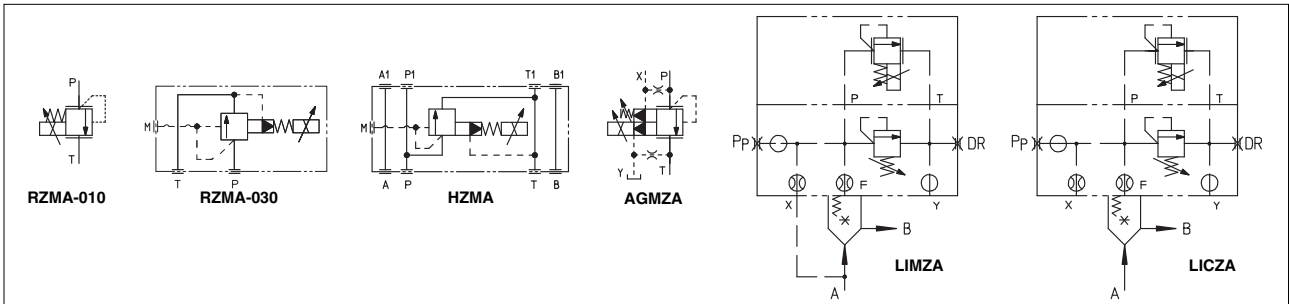 P
T
RZMA-010
M
T P
RZMA-030
A1 P1 T1 B1
M
A P T B
HZMA
X P
Y T
AGMZA
P T
PP DR
F
X Y
B
A
LIMZA
P T
PP DR
F
X Y
B
A
LICZA